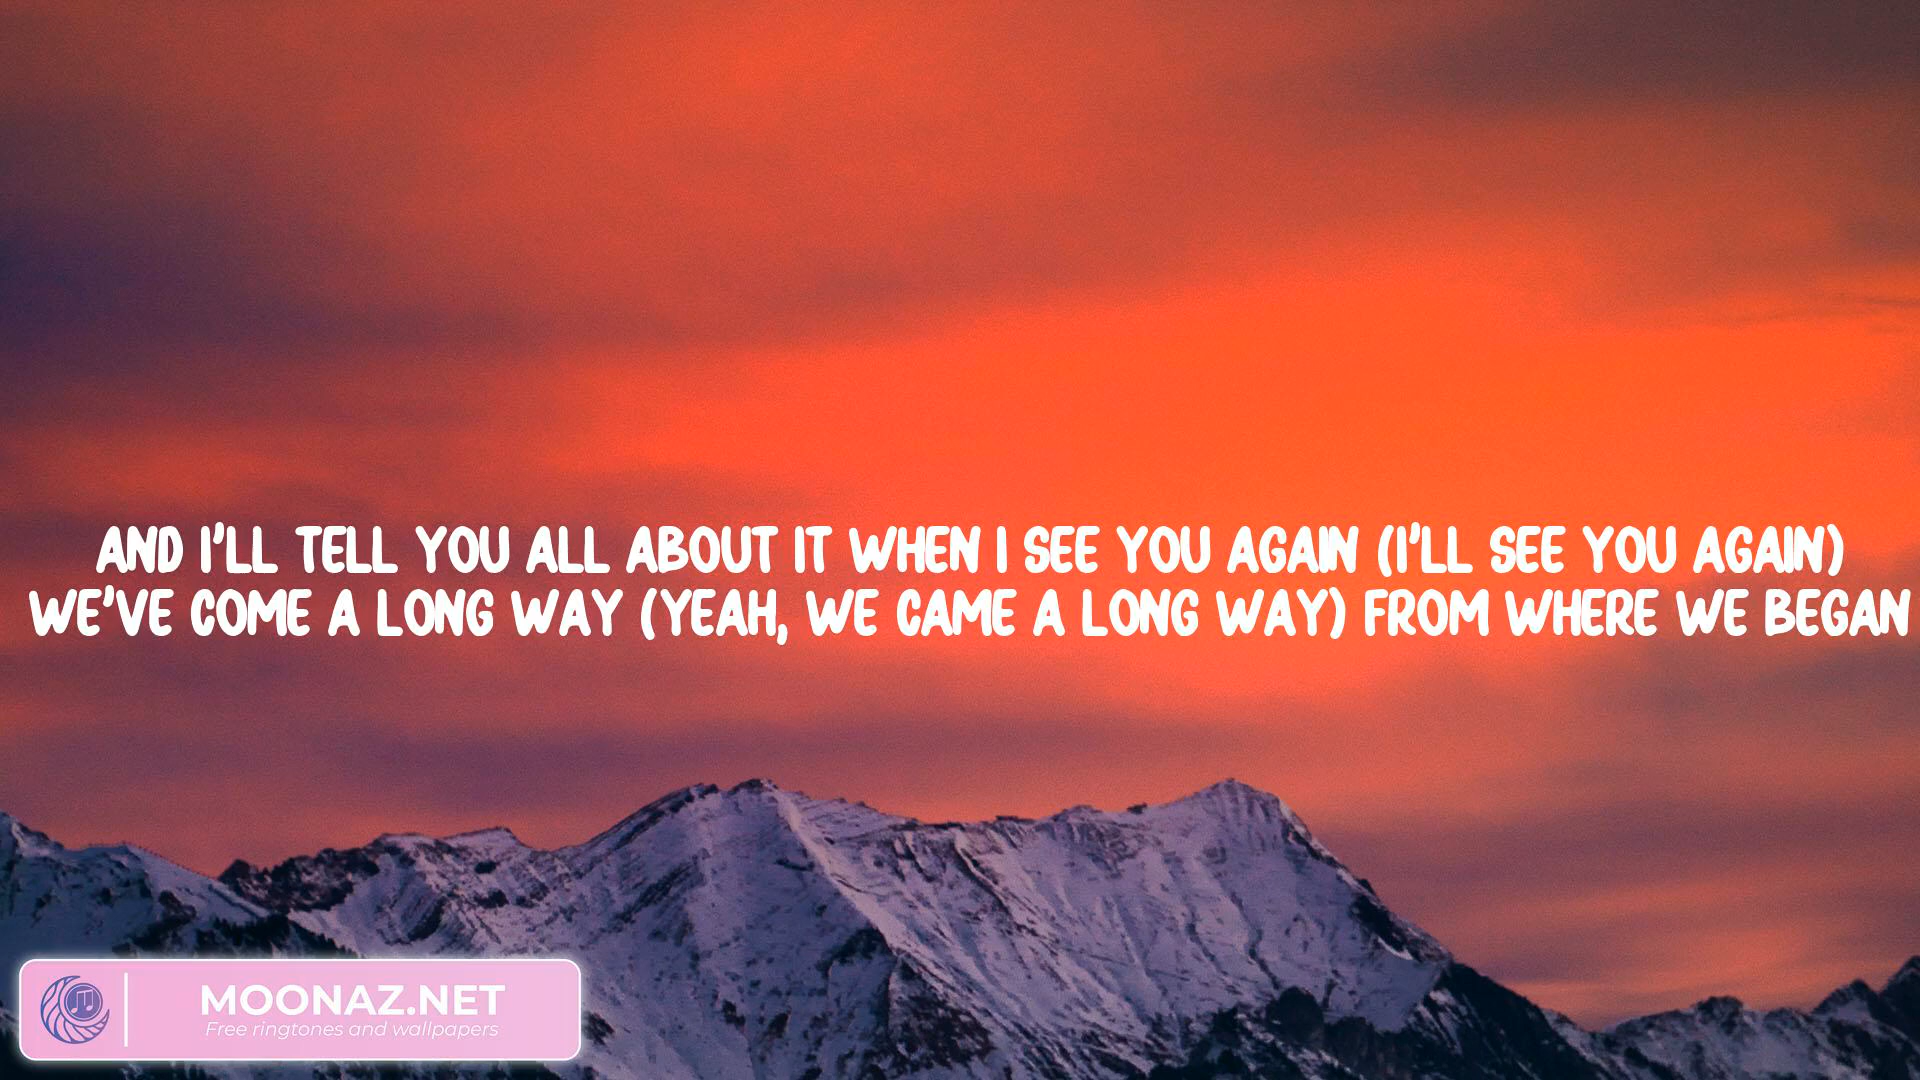 AND I'LL TELL YOU ALL ABOUT IT WHEN I SEE YOU AGAIN (I'LL SEE YOU AGAIN)
WE'VE COME A LONG WAY (YEAH, WE CAME A LONG WAY) FROM WHERE WE BEGAN
MOONAZ.NET
Free ringtones and wallpapers